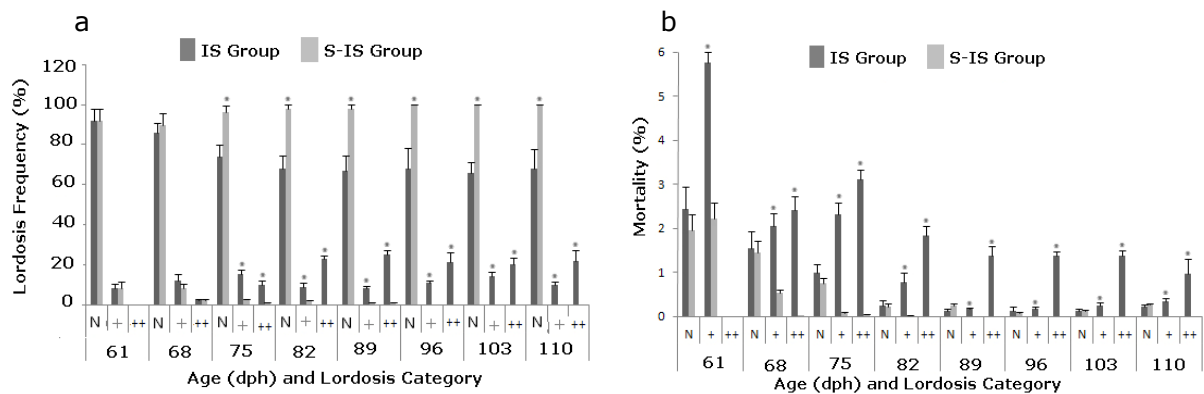 a
IS Group S-IS Group
Lordosis Frequency (%)
120
100
80
60
40
20
0
N + ++ N + ++ N + ++ N + ++ N + ++ N + ++ N + ++ N + ++
61 68 75 82 89 96 103 110
Age (dph) and Lordosis Category
b
IS Group S-IS Group
Mortality (%)
6
5
4
3
2
1
0
N + ++ N + ++ N + ++ N + ++ N + ++ N + ++ N + ++ N + ++
61 68 75 82 89 96 103 110
Age (dph) and Lordosis Category